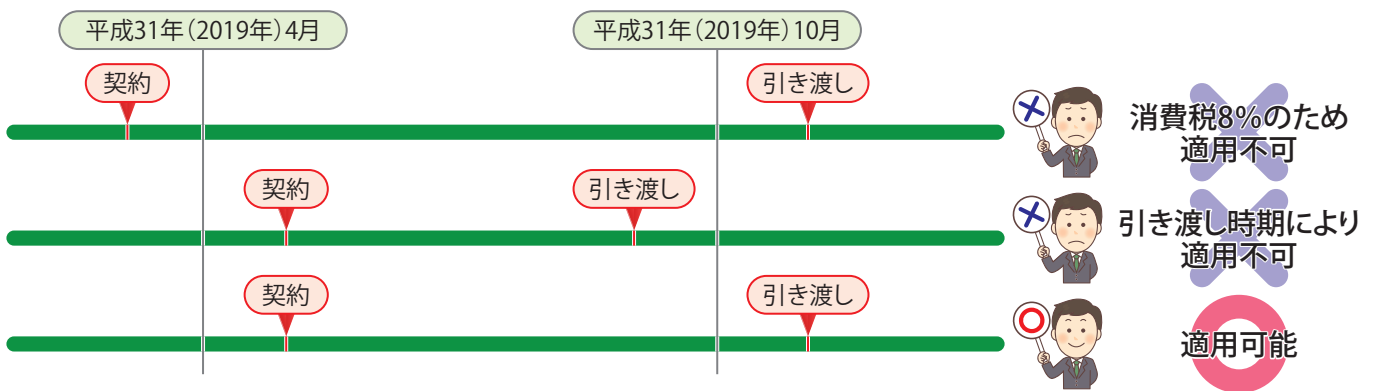 平成31年（2019年）4月
平成31年（2019年）10月
契約
引き渡し
消費税8％のため
適用不可
契約
引き渡し
引き渡し時期により
適用不可
契約
引き渡し
適用可能